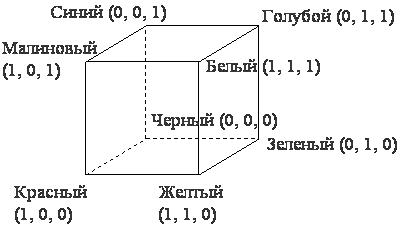 Синий (0, 0, 1)
Голубой (0, 1, 1)
Малиновый
(1, 0, 1)
Белый (1, 1, 1)
Черный (0, 0, 0)
Зеленый (0, 1, 0)
Красный
(1, 0, 0)
Желтый
(1, 1, 0)